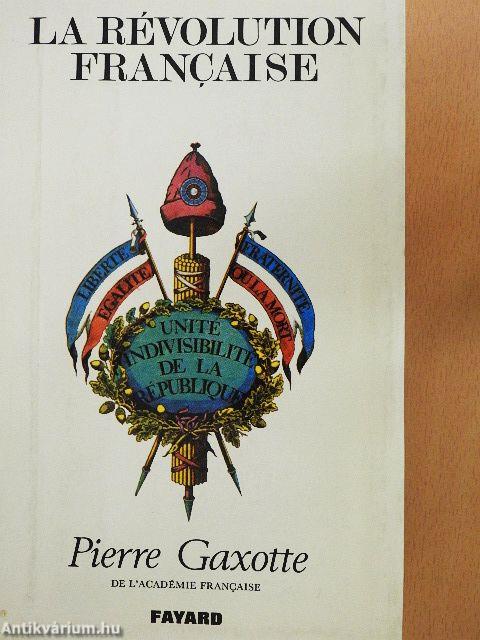 LA RÉVOLUTION
FRANÇAISE
LIBERTÉ
ÉGALITÉ
FRATERNITÉ
OU LA MORT
UNITÉ
INDIVISIBILITÉ
DE LA
RÉPUBLIQUE
Pierre Gaxotte
DE L'ACADÉMIE FRANÇAISE
FAYARD
Antikvárium.hu